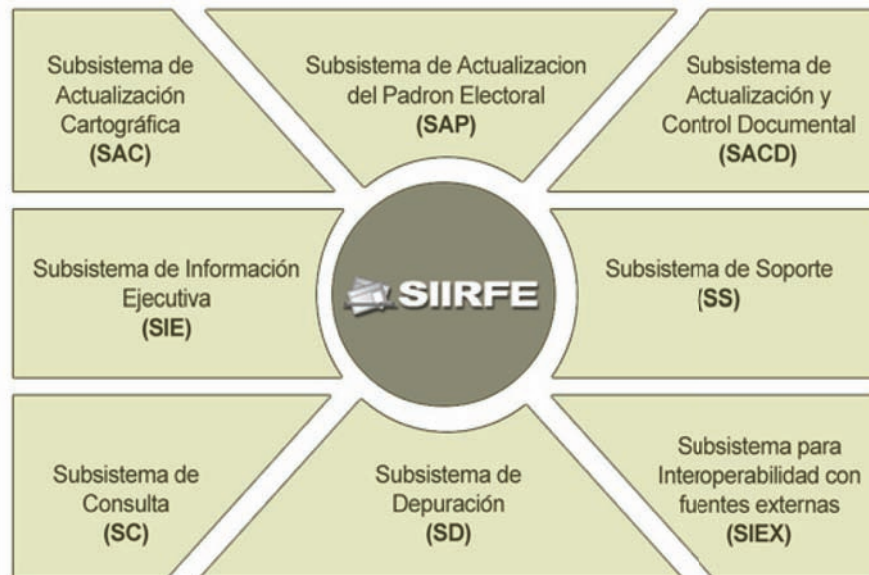 Subsistema de
Actualización
Cartográfica
(SAC)
Subsistema de Actualizacion
del Padron Electoral
(SAP)
Subsistema de
Actualización y
Control Documental
(SACD)
Subsistema de Información
Ejecutiva
(SIE)
SIIRFE
Subsistema de Soporte
(SS)
Subsistema de
Consulta
(SC)
Subsistema de
Depuración
(SD)
Subsistema para
Interoperabilidad con
fuentes externas
(SIEX)